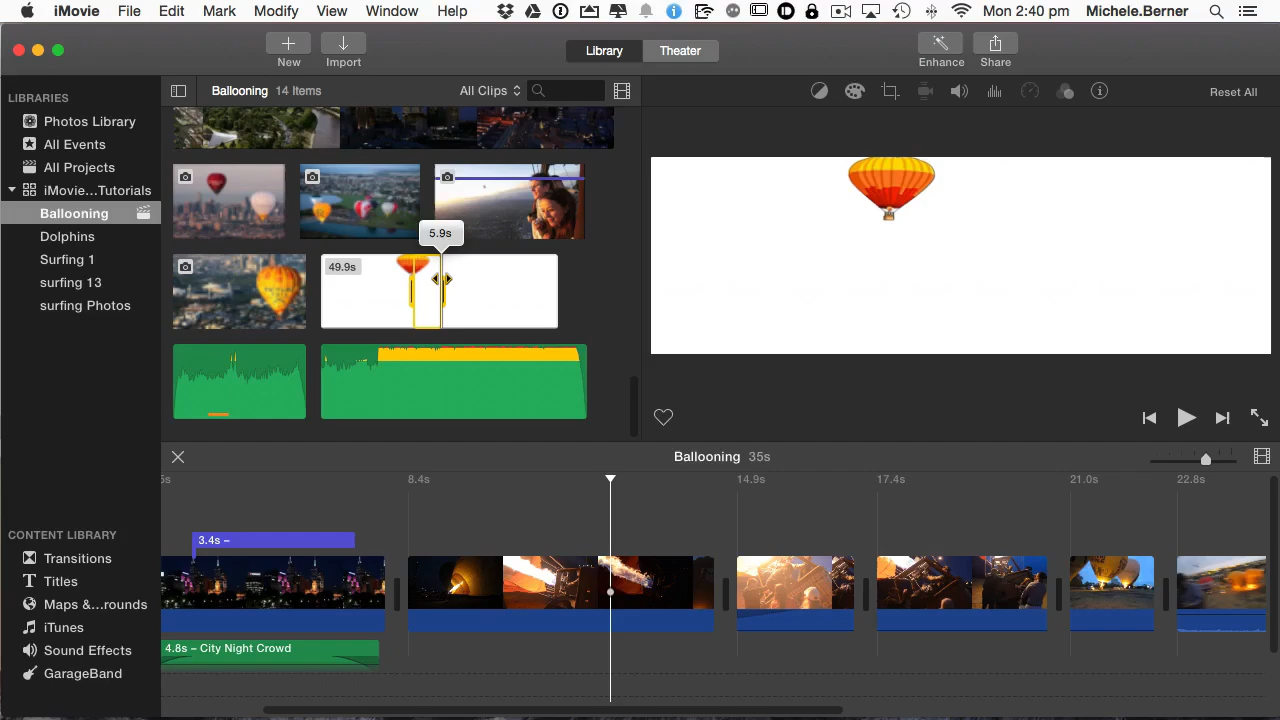 iMovie File Edit Mark Modify View Window Help Mon 2:40 pm Michele.Berner
New Import Library Theater Enhance Share
LIBRARIES
Photos Library
All Events
All Projects
iMovie...Tutorials
Ballooning
Dolphins
Surfing 1
surfing 13
surfing Photos
Ballooning 14 Items All Clips
Reset All
5.9s
49.9s
Ballooning 35s
5s 8.4s 14.9s 17.4s 21.0s 22.8s
3.4s –
4.8s – City Night Crowd
CONTENT LIBRARY
Transitions
T Titles
Maps &...rounds
iTunes
Sound Effects
GarageBand